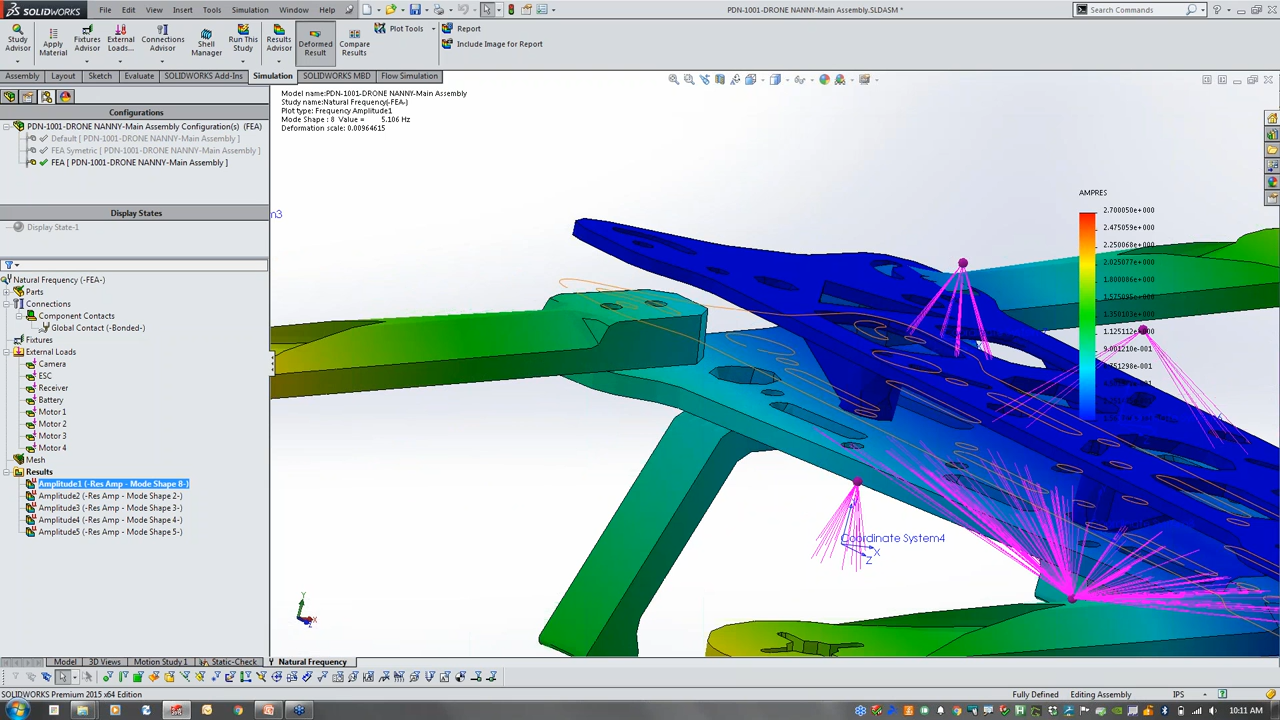 SOLIDWORKS
File Edit View Insert Tools Simulation Window Help
PDN-1001-DRONE NANNY-Main Assembly.SLDASM *
Search Commands
Study Advisor
Apply Material
Fixtures Advisor
External Loads...
Connections Advisor
Shell Manager
Run This Study
Results Advisor
Deformed Result
Compare Results
Plot Tools
Report
Include Image for Report
Assembly Layout Sketch Evaluate SOLIDWORKS Add-Ins Simulation SOLIDWORKS MBD Flow Simulation
Configurations
PDN-1001-DRONE NANNY-Main Assembly Configuration(s) (FEA)
Default [ PDN-1001-DRONE NANNY-Main Assembly ]
FEA Symetric [ PDN-1001-DRONE NANNY-Main Assembly ]
FEA [ PDN-1001-DRONE NANNY-Main Assembly ]
Display States
Display State-1
Natural Frequency (-FEA-)
Parts
Connections
Component Contacts
Global Contact (-Bonded-)
Fixtures
External Loads
Camera
ESC
Receiver
Battery
Motor 1
Motor 2
Motor 3
Motor 4
Mesh
Results
Amplitude1 (-Res Amp - Mode Shape 8-)
Amplitude2 (-Res Amp - Mode Shape 2-)
Amplitude3 (-Res Amp - Mode Shape 3-)
Amplitude4 (-Res Amp - Mode Shape 4-)
Amplitude5 (-Res Amp - Mode Shape 5-)
Model name:PDN-1001-DRONE NANNY-Main Assembly
Study name:Natural Frequency(-FEA-)
Plot type: Frequency Amplitude1
Mode Shape : 8 Value = 5.106 Hz
Deformation scale: 0.00964615
n3
AMPRES
2.700050e+000
2.475059e+000
2.250068e+000
2.025077e+000
1.800086e+000
1.575095e+000
1.350103e+000
1.125112e+000
9.001210e-001
Coordinate System4
X
Z
Y
X
Model 3D Views Motion Study 1 Static-Check Natural Frequency
SOLIDWORKS Premium 2015 x64 Edition
Fully Defined Editing Assembly IPS
10:11 AM